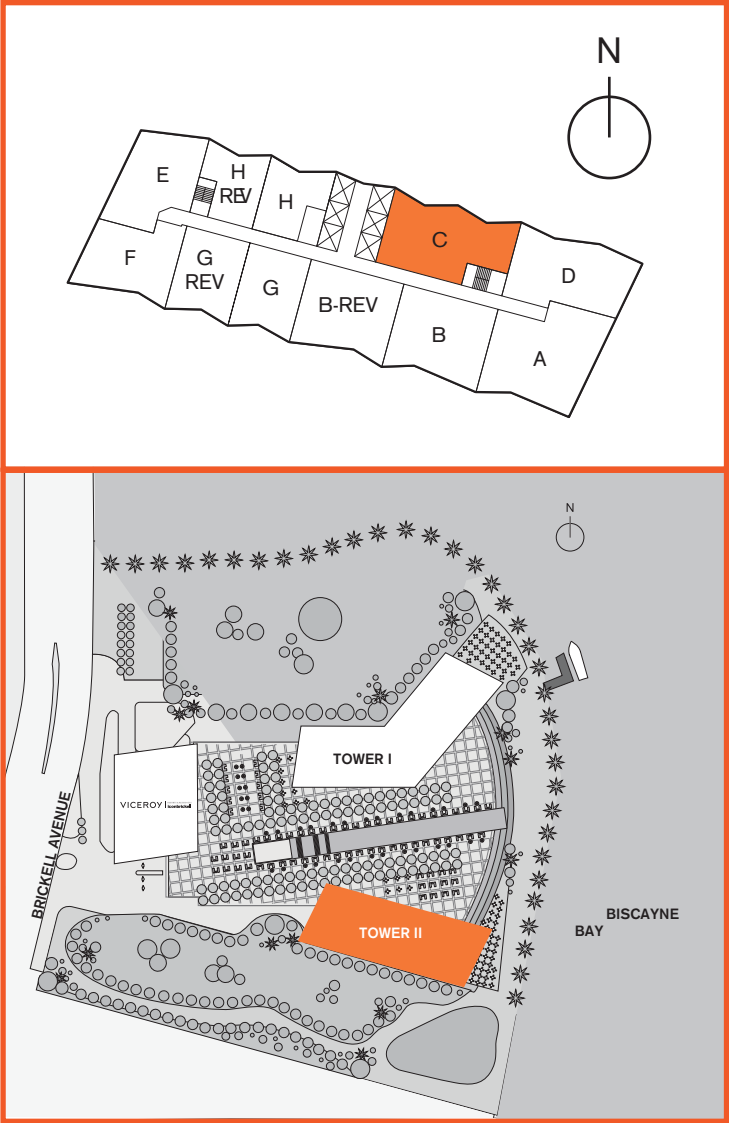 N
E
H
REV
H
C
D
F
G
REV
G
B-REV
B
A
N
TOWER I
VICEROY
BRICKELL AVENUE
TOWER II
BISCAYNE
BAY